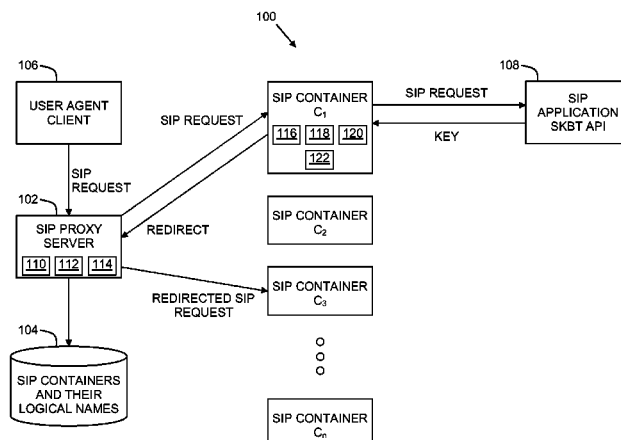 100
106
USER AGENT
CLIENT
SIP
REQUEST
102
SIP PROXY
SERVER
110 112 114
104
SIP CONTAINERS
AND THEIR
LOGICAL NAMES
SIP REQUEST
REDIRECT
REDIRECTED SIP
REQUEST
SIP CONTAINER
C1
116 118 120
122
SIP CONTAINER
C2
SIP CONTAINER
C3
SIP CONTAINER
Cn
SIP REQUEST
KEY
108
SIP
APPLICATION
SKBT API